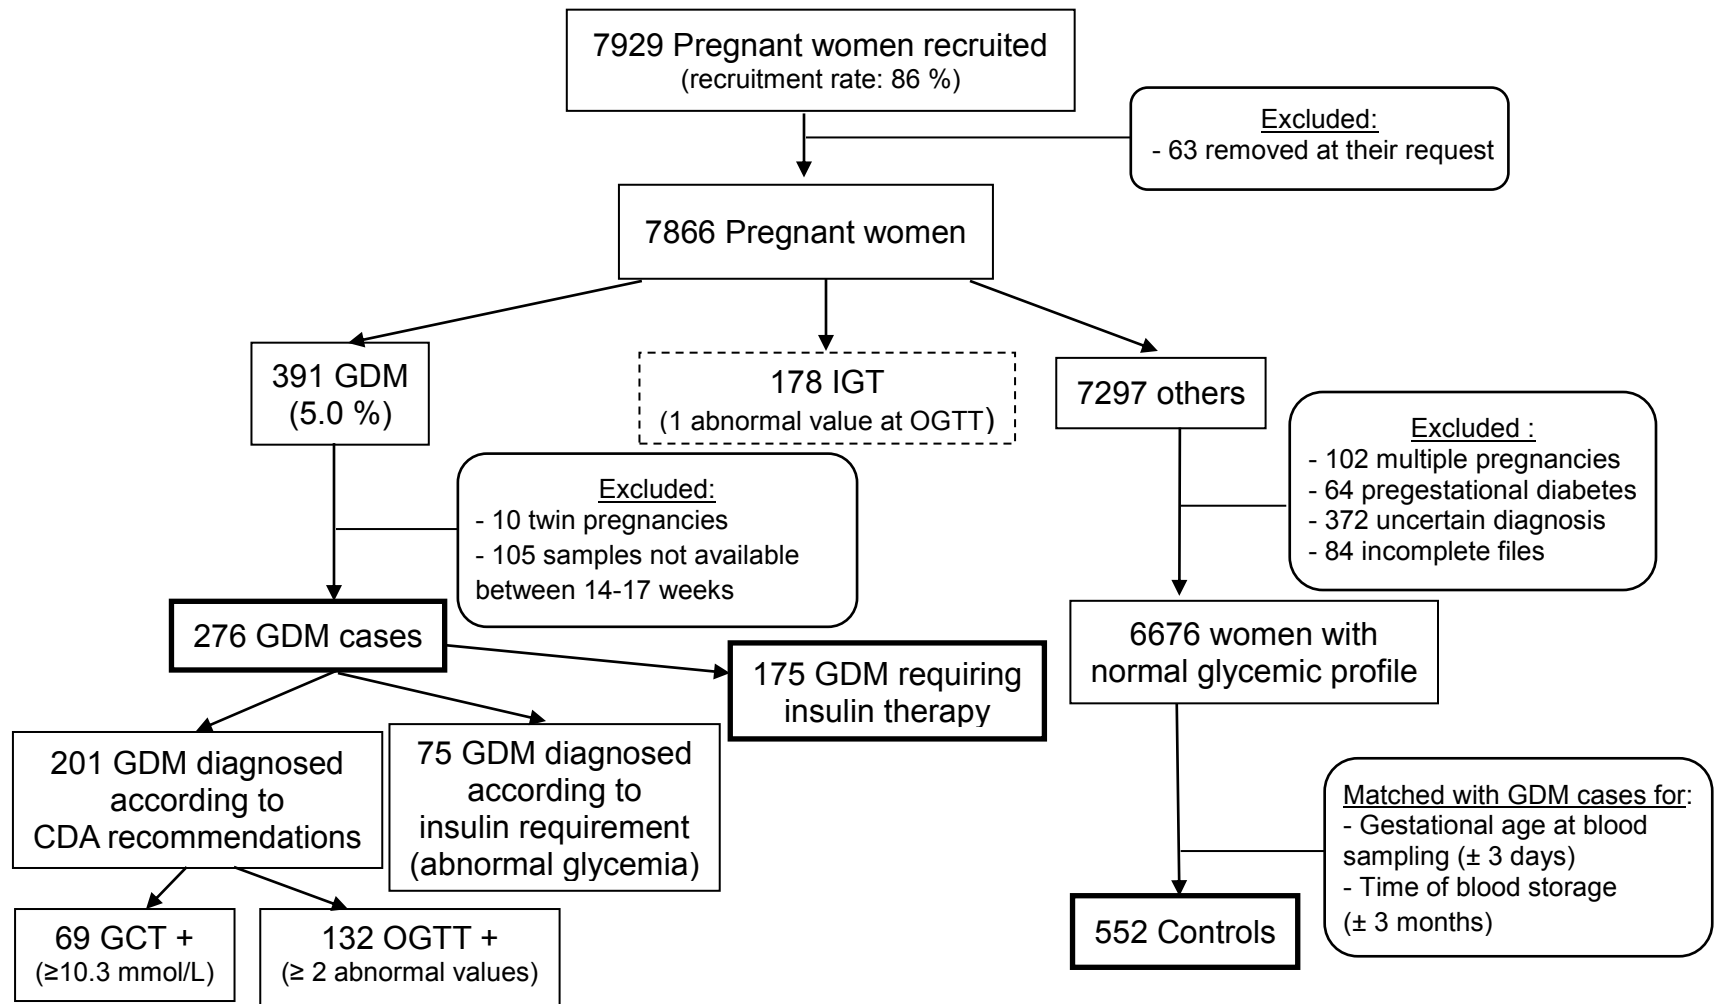 7929 Pregnant women recruited
(recruitment rate: 86 %)
Excluded:
- 63 removed at their request
7866 Pregnant women
391 GDM
(5.0 %)
178 IGT
(1 abnormal value at OGTT)
7297 others
Excluded :
- 102 multiple pregnancies
- 64 pregestational diabetes
- 372 uncertain diagnosis
- 84 incomplete files
Excluded:
- 10 twin pregnancies
- 105 samples not available
between 14-17 weeks
276 GDM cases
175 GDM requiring
insulin therapy
6676 women with
normal glycemic profile
201 GDM diagnosed
according to
CDA recommendations
75 GDM diagnosed
according to
insulin requirement
(abnormal glycemia)
Matched with GDM cases for:
- Gestational age at blood
sampling (± 3 days)
- Time of blood storage
(± 3 months)
69 GCT +
(≥10.3 mmol/L)
132 OGTT +
(≥ 2 abnormal values)
552 Controls